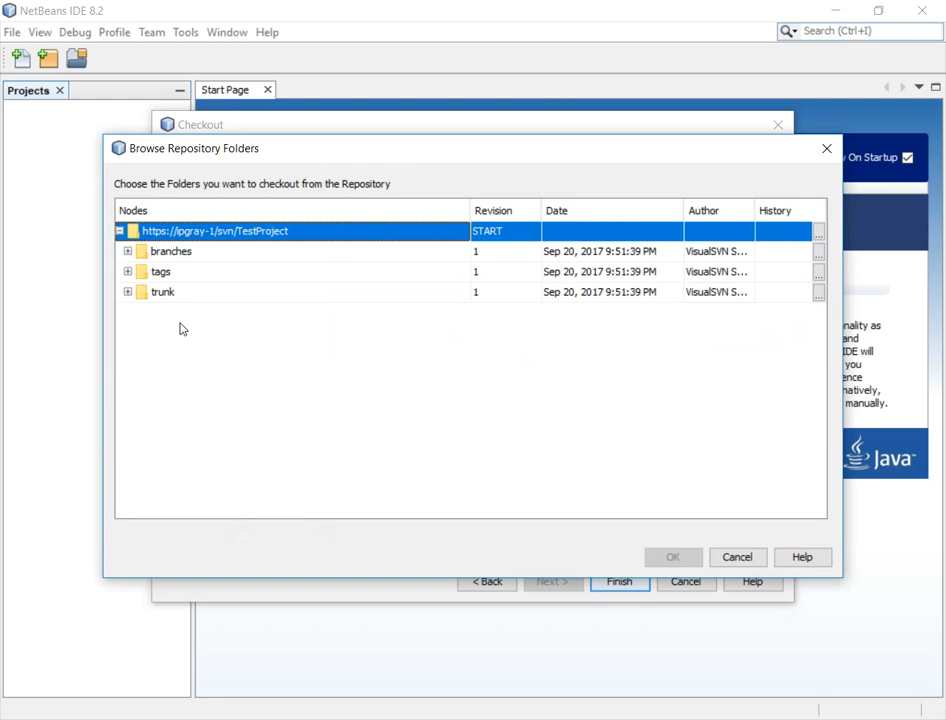 NetBeans IDE 8.2
File View Debug Profile Team Tools Window Help
Search (Ctrl+I)
Projects
Start Page
Checkout
Browse Repository Folders
On Startup
Choose the Folders you want to checkout from the Repository
Nodes Revision Date Author History
https://ipgray-1/svn/TestProject START
...
branches 1 Sep 20, 2017 9:51:39 PM VisualSVN S...
...
tags 1 Sep 20, 2017 9:51:39 PM VisualSVN S...
...
trunk 1 Sep 20, 2017 9:51:39 PM VisualSVN S...
...
nality as
and
IDE will
you
ence
natively,
manually.
Java™
OK Cancel Help
< Back Next > Finish Cancel Help